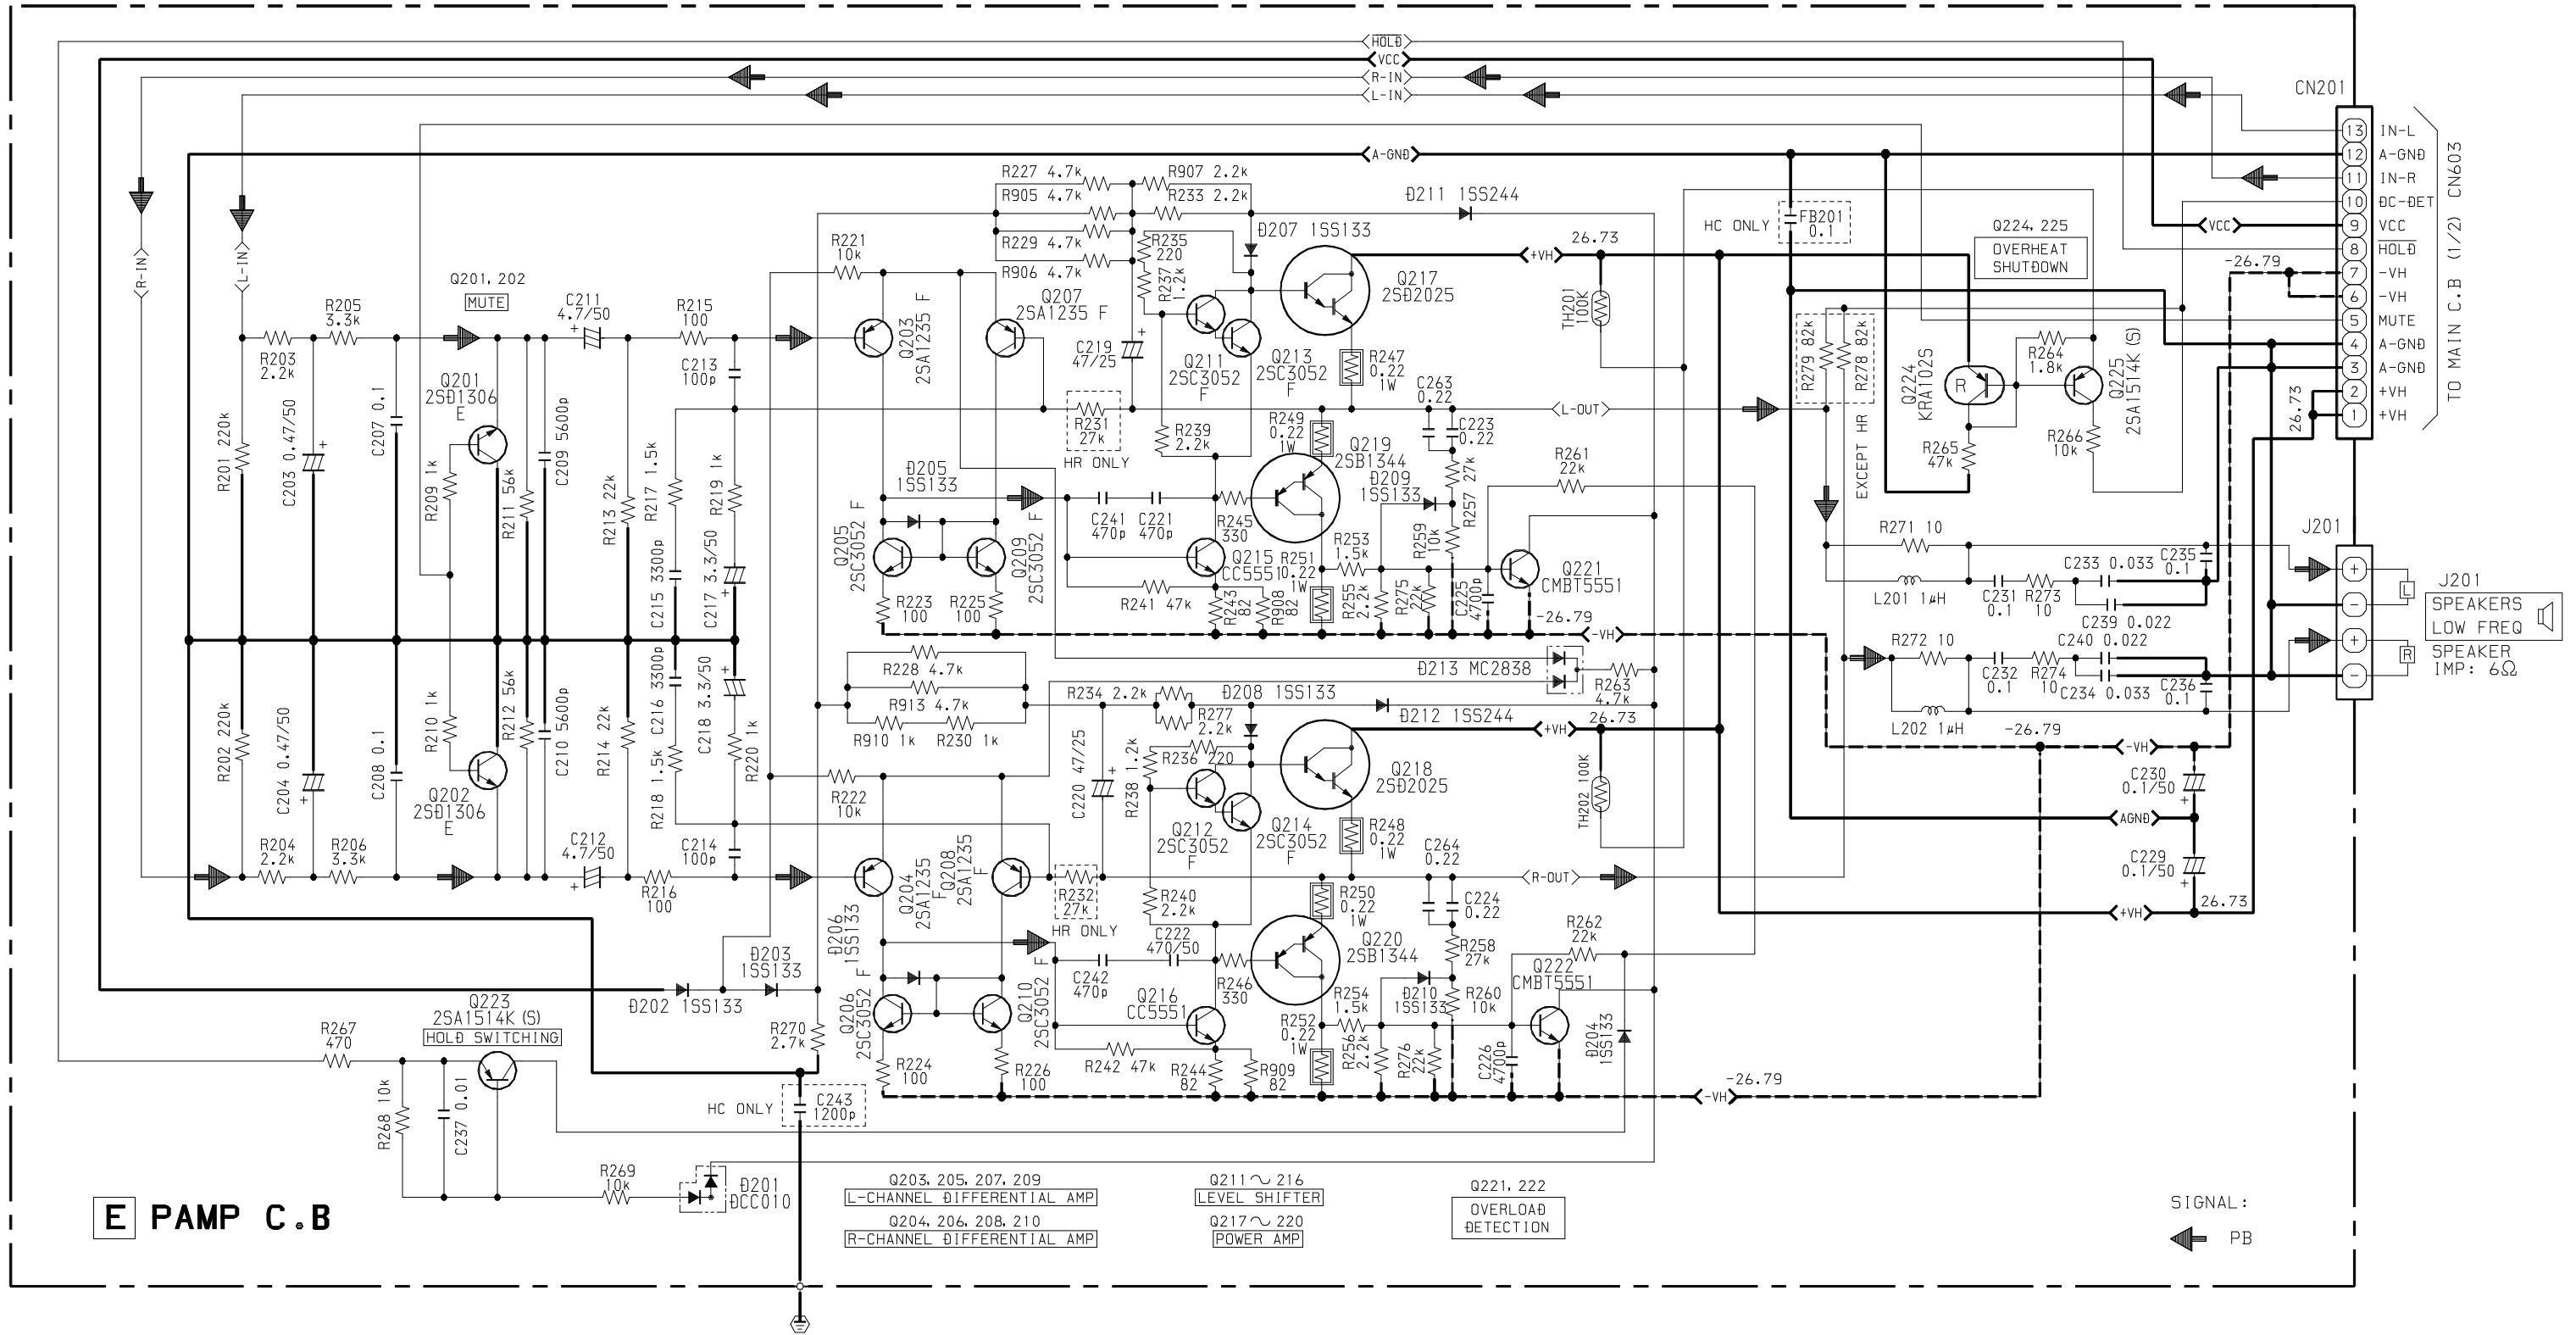 HOLD
VCC
R-IN
L-IN
A-GND
CN201
13 IN-L
12 A-GND
11 IN-R
10 DC-DET
9 VCC
8 HOLD
7 -VH
6 -VH
5 MUTE
4 A-GND
3 A-GND
2 +VH
1 +VH
TO MAIN C.B (1/2) CN603
R227 4.7k
R905 4.7k
R229 4.7k
R906 4.7k
R907 2.2k
R233 2.2k
D211 1SS244
D207 1SS133
HC ONLY
FB201
0.1
VCC
Q224, 225
OVERHEAT
SHUTDOWN
-26.79
R-IN
L-IN
Q201, 202
MUTE
R221
10k
R235
220
R237
1.2k
+VH
26.73
Q217
2SD2025
TH201
100K
R205
3.3k
R203
2.2k
C211
4.7/50
R215
100
C213
100p
Q203
2SA1235 F
Q207
2SA1235 F
C219
47/25
Q211
2SC3052
F
Q213
2SC3052
F
R247
0.22
1W
R279 82k
R278 82k
EXCEPT HR
Q224
KRA102S
R
R264
1.8k
Q225
2SA1514K (S)
R265
47k
R266
10k
26.73
Q201
2SD1306
E
R201 220k
C203 0.47/50
C207 0.1
R209 1k
R211 56k
C209 5600p
R213 22k
R217 1.5k
R219 1k
C215 3300p
C217 3.3/50
R231
27k
HR ONLY
R239
2.2k
R249
0.22
1W
Q219
2SB1344
D209
1SS133
C263
0.22
C223
0.22
L-OUT
R257 27k
R261
22k
D205
1SS133
Q205
2SC3052 F
Q209
2SC3052 F
C241
470p
C221
470p
R245
330
Q215
CC5551
R251
0.22
1W
R253
1.5k
R259
10k
Q221
CMBT5551
R241 47k
R223
100
R225
100
R243
82
R908
82
R255
2.2k
R275
22k
C225
4700p
-26.79
-VH
R271 10
L201 1μH
C231
0.1
R273
10
C233 0.033
C235
0.1
C239 0.022
J201
+
-
+
-
L
R
J201
SPEAKERS
LOW FREQ
SPEAKER
IMP: 6Ω
R272 10
L202 1μH
C232
0.1
R274
10
C240 0.022
C234 0.033
C236
0.1
R228 4.7k
R913 4.7k
R910 1k
R230 1k
D213 MC2838
R263
4.7k
R234 2.2k
R277
2.2k
D208 1SS133
D212 1SS244
+VH
26.73
R202 220k
C204 0.47/50
C208 0.1
R210 1k
R212 56k
C210 5600p
R214 22k
C216 3300p
R218 1.5k
C218 3.3/50
R220 1k
Q202
2SD1306
E
R222
10k
C220 47/25
R238 1.2k
R236 220
Q212
2SC3052
F
Q214
2SC3052
F
Q218
2SD2025
R248
0.22
1W
TH202 100K
-26.79
-VH
C230
0.1/50
AGND
C229
0.1/50
26.73
+VH
R204
2.2k
R206
3.3k
C212
4.7/50
R216
100
C214
100p
Q204
2SA1235
F
Q208
2SA1235
F
R232
27k
HR ONLY
R240
2.2k
R250
0.22
1W
C264
0.22
C224
0.22
R-OUT
Q220
2SB1344
R258
27k
R262
22k
D206
1SS133
D203
1SS133
D202 1SS133
Q206
2SC3052 F
Q210
2SC3052 F
C222
470/50
C242
470p
R246
330
Q216
CC5551
R252
0.22
1W
R254
1.5k
D210
1SS133
R260
10k
Q222
CMBT5551
D204
1SS133
R270
2.7k
R224
100
R226
100
R242 47k
R244
82
R909
82
R256
2.2k
R276
22k
C226
4700p
-26.79
-VH
Q223
2SA1514K (S)
HOLD SWITCHING
R267
470
R268 10k
C237 0.01
R269
10k
D201
DCC010
HC ONLY
C243
1200p
Q203, 205, 207, 209
L-CHANNEL DIFFERENTIAL AMP
Q204, 206, 208, 210
R-CHANNEL DIFFERENTIAL AMP
Q211～216
LEVEL SHIFTER
Q217～220
POWER AMP
Q221, 222
OVERLOAD
DETECTION
SIGNAL:
PB
E PAMP C.B